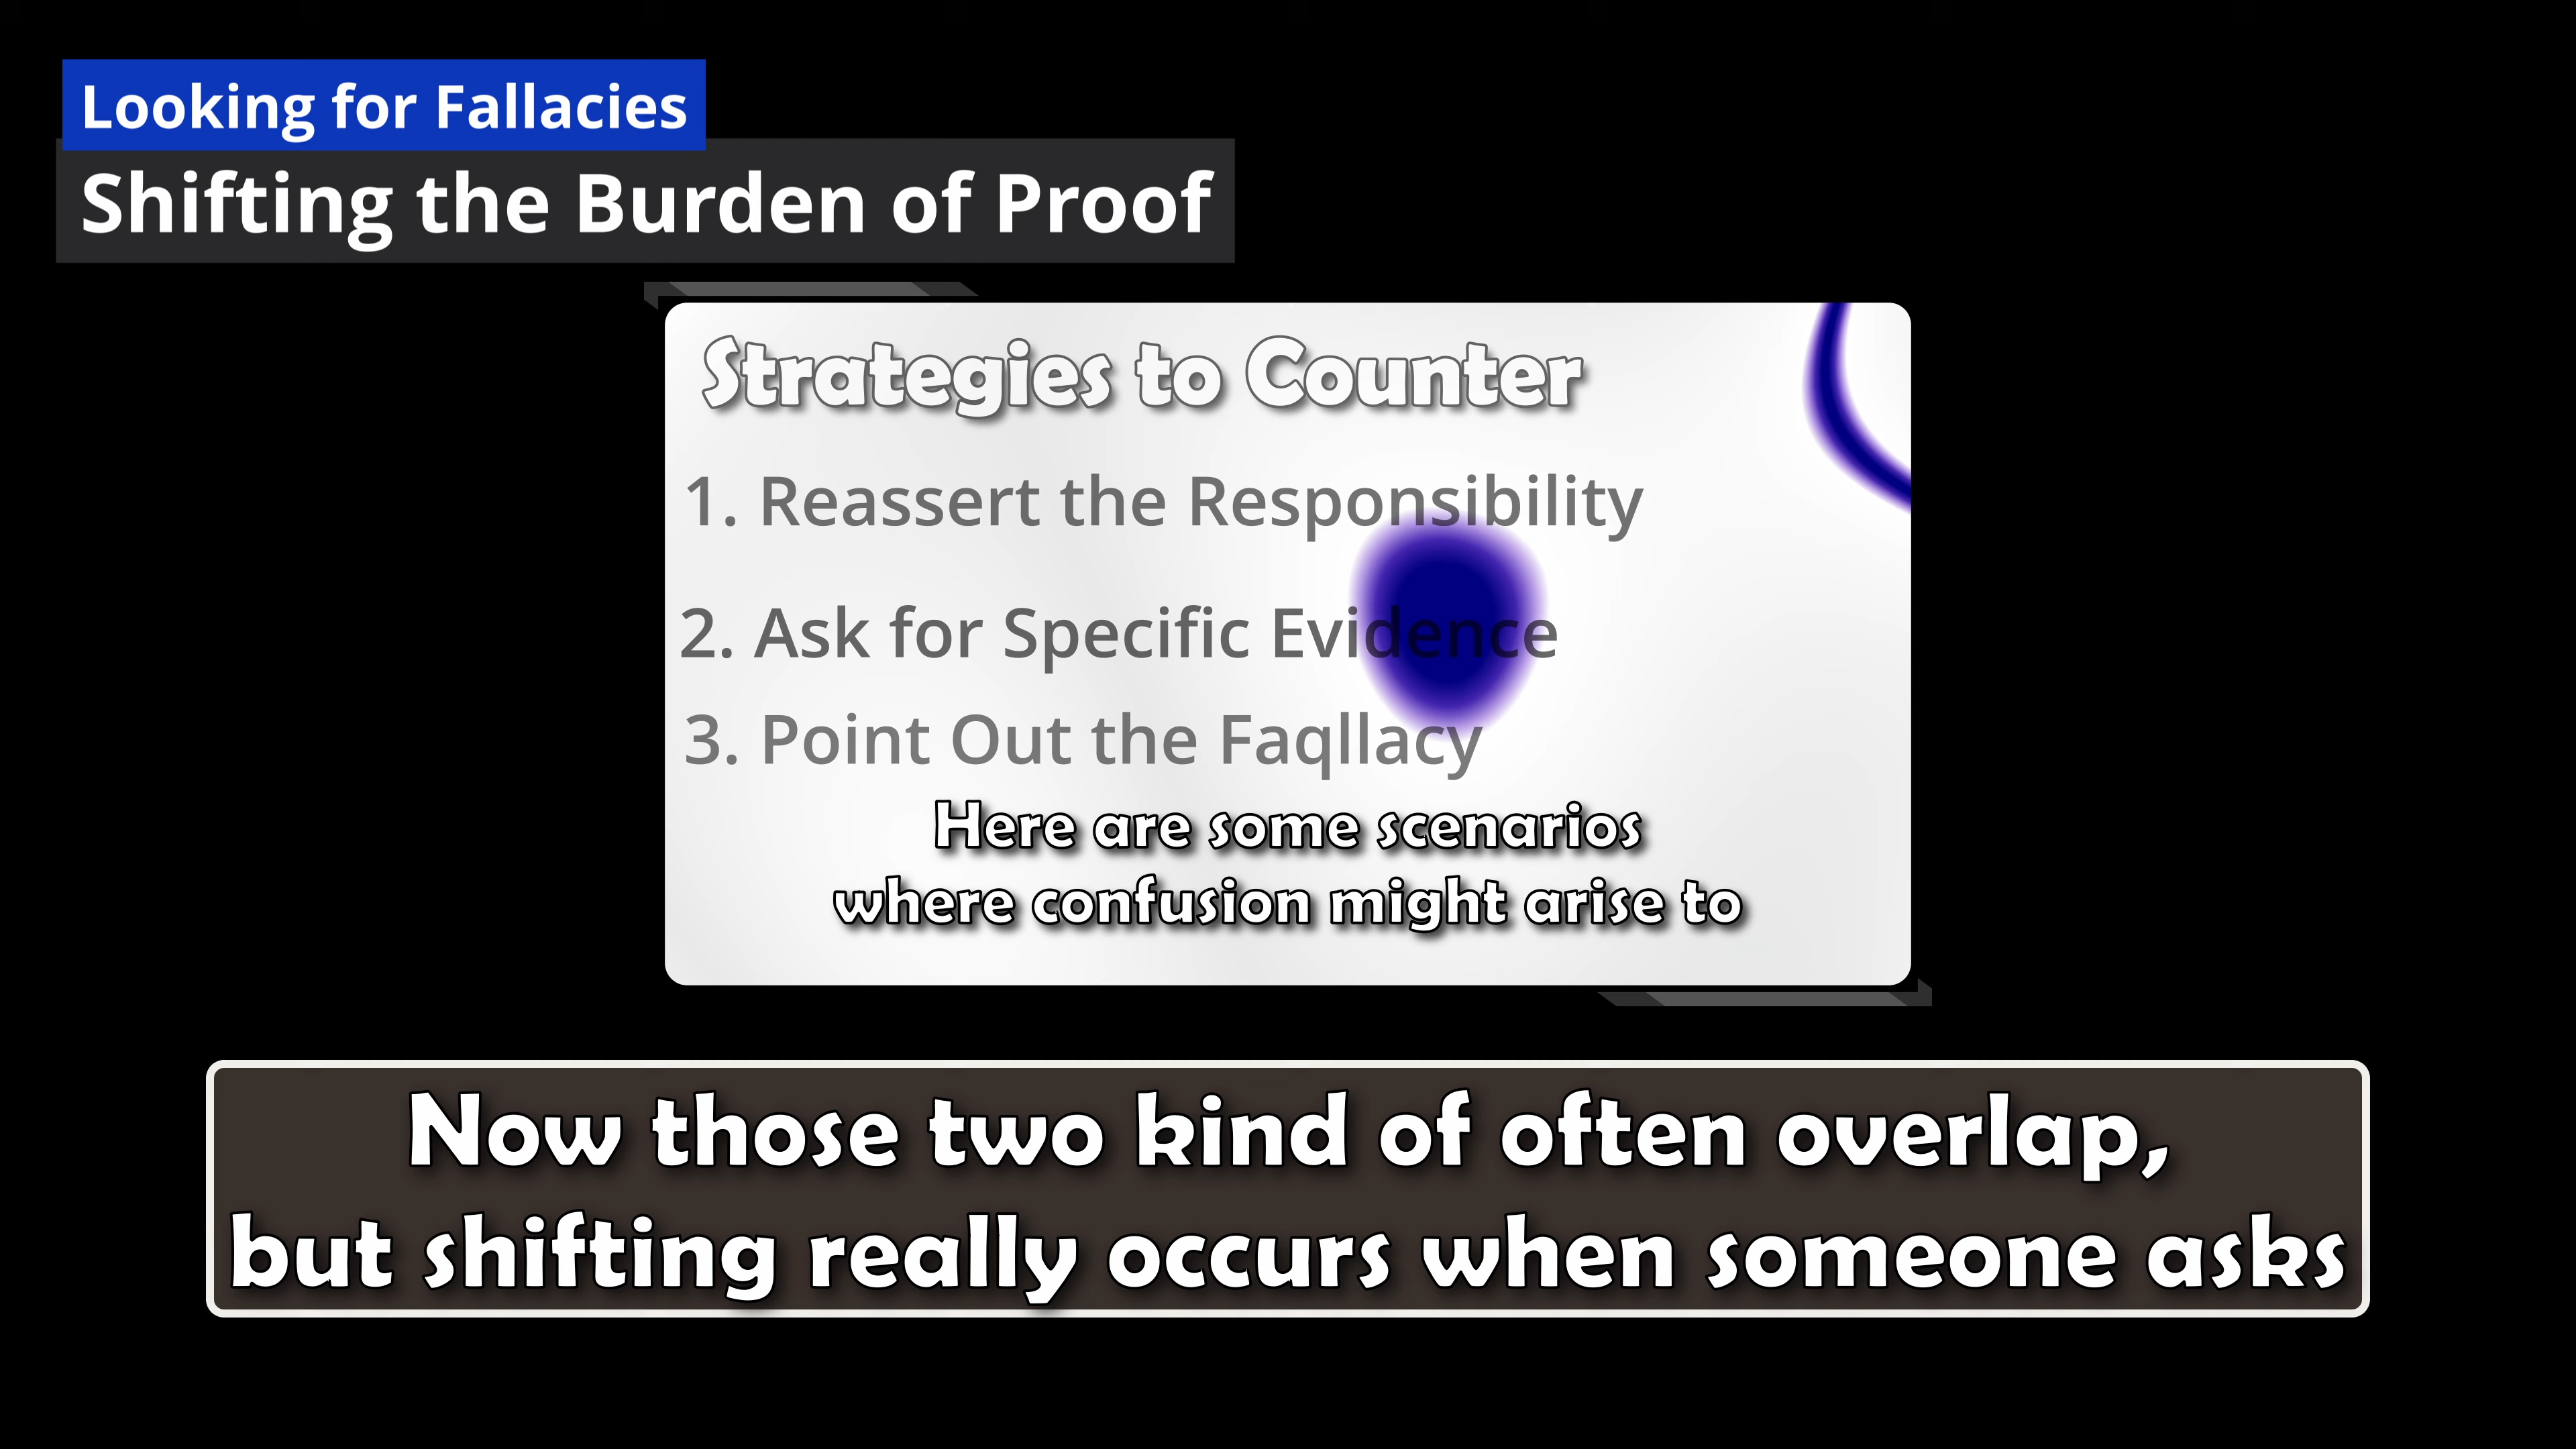 Looking for Fallacies
Shifting the Burden of Proof
Strategies to Counter
1. Reassert the Responsibility
2. Ask for Specific Evidence
3. Point Out the Faqllacy
Here are some scenarios
where confusion might arise to
Now those two kind of often overlap,
but shifting really occurs when someone asks